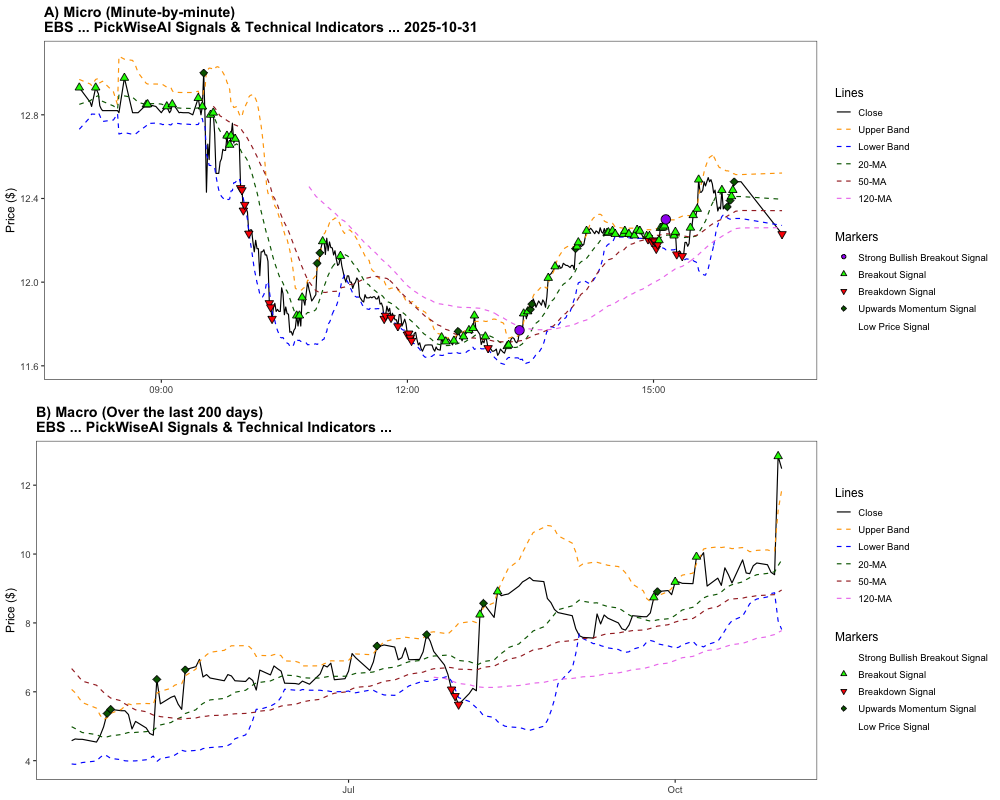 A) Micro (Minute-by-minute)
EBS ... PickWiseAI Signals & Technical Indicators ... 2025-10-31
Price ($)
12.8
12.4
12.0
11.6
09:00
12:00
15:00
Lines
Close
Upper Band
Lower Band
20-MA
50-MA
120-MA
Markers
Strong Bullish Breakout Signal
Breakout Signal
Breakdown Signal
Upwards Momentum Signal
Low Price Signal
B) Macro (Over the last 200 days)
EBS ... PickWiseAI Signals & Technical Indicators ...
Price ($)
12
10
8
6
4
Jul
Oct
Lines
Close
Upper Band
Lower Band
20-MA
50-MA
120-MA
Markers
Strong Bullish Breakout Signal
Breakout Signal
Breakdown Signal
Upwards Momentum Signal
Low Price Signal